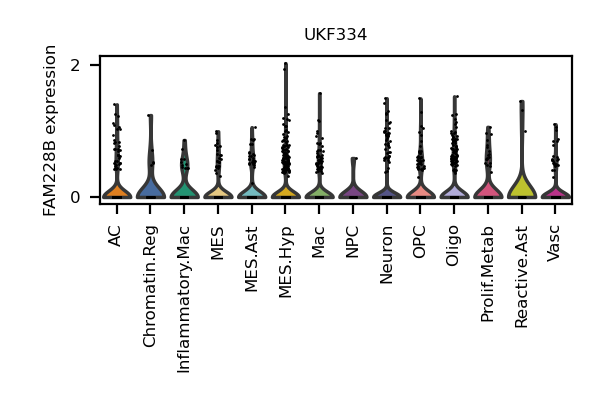 UKF334
FAM228B expression
2
0
AC
Chromatin.Reg
Inflammatory.Mac
MES
MES.Ast
MES.Hyp
Mac
NPC
Neuron
OPC
Oligo
Prolif.Metab
Reactive.Ast
Vasc